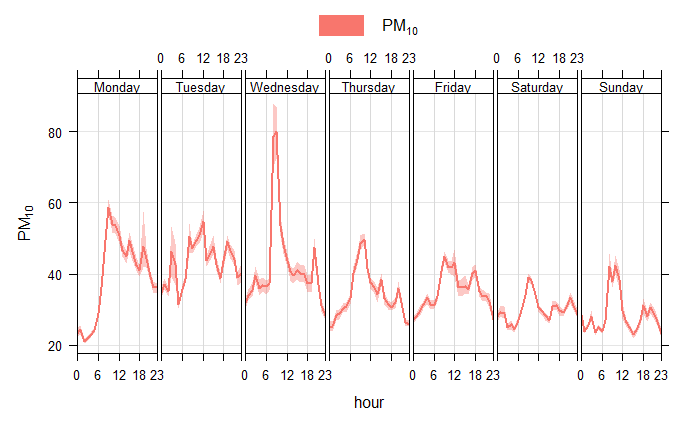 PM10
0 6 12 18 23 0 6 12 18 23 0 6 12 18 23
Monday Tuesday Wednesday Thursday Friday Saturday Sunday
80
60
40
20
PM10
0 6 12 18 23 0 6 12 18 23 0 6 12 18 23 0 6 12 18 23
hour